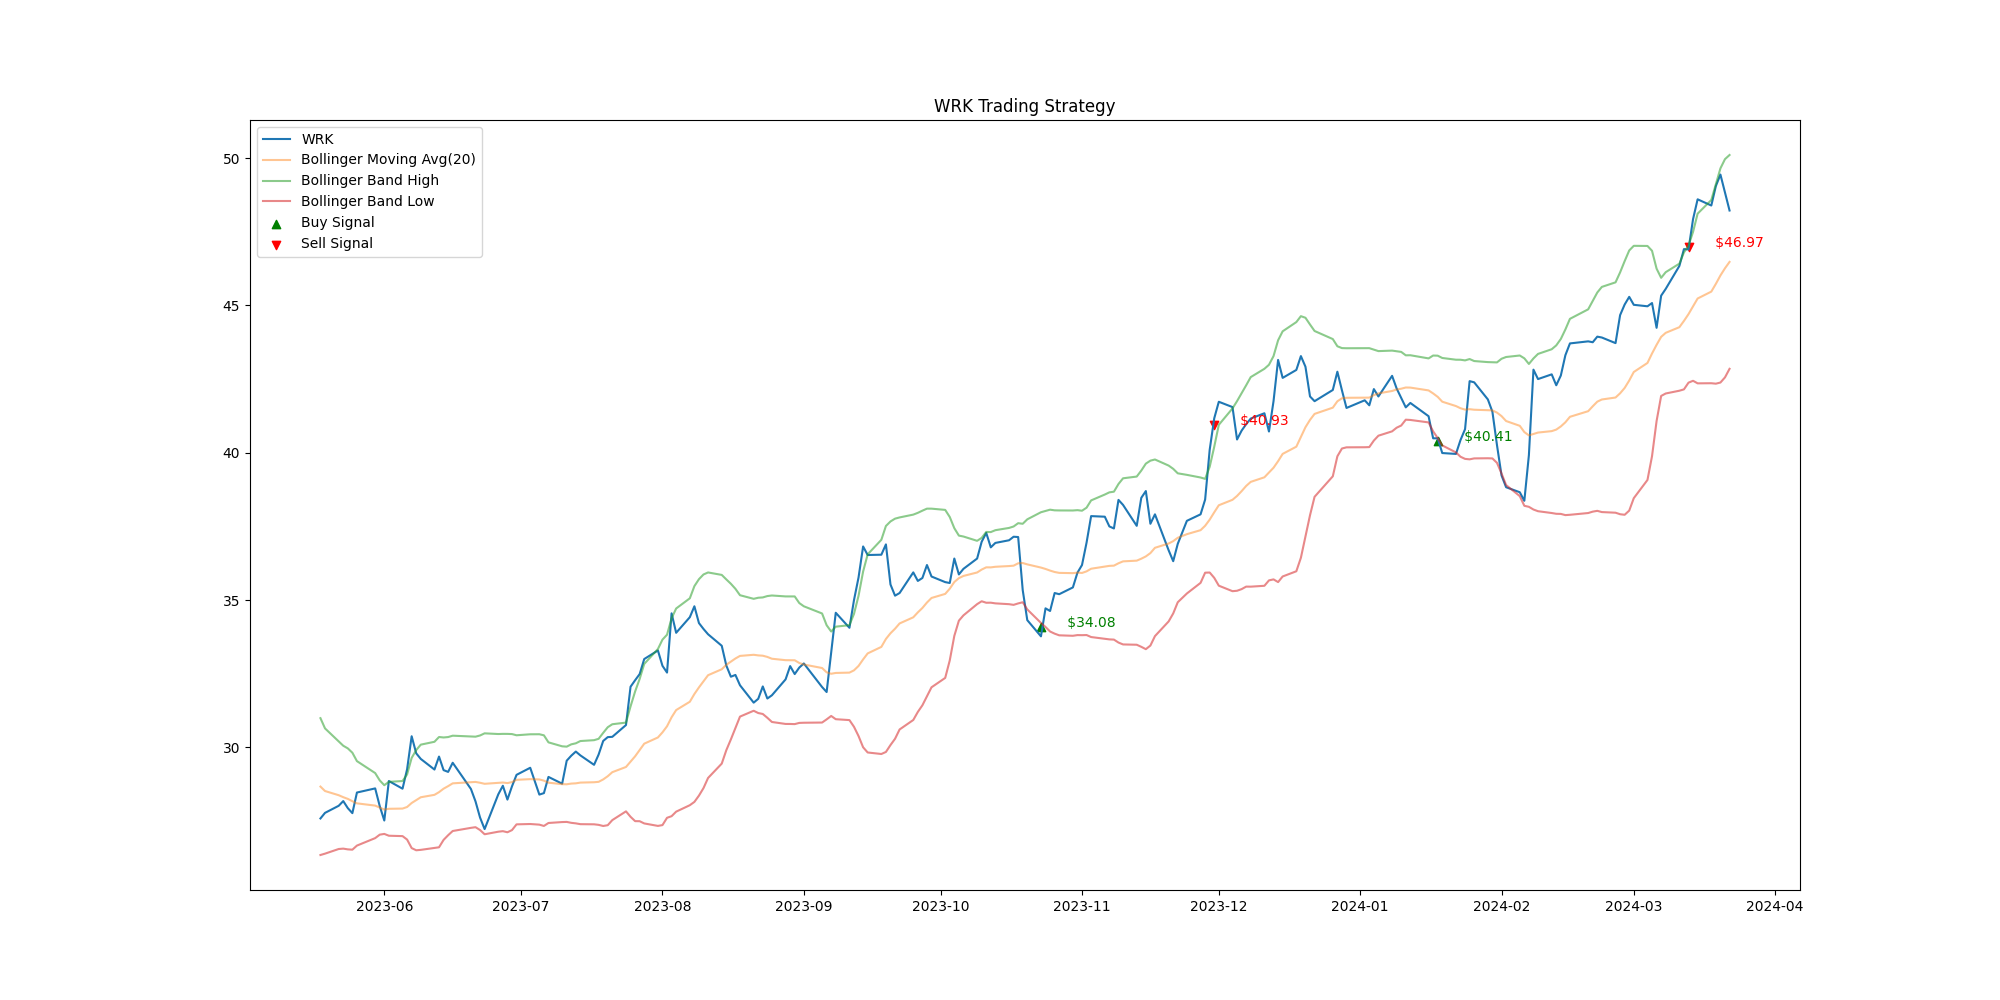 WRK Trading Strategy
WRK
Bollinger Moving Avg(20)
Bollinger Band High
Bollinger Band Low
Buy Signal
Sell Signal
50
45
40
35
30
$46.97
$40.93
$40.41
$34.08
2023-06
2023-07
2023-08
2023-09
2023-10
2023-11
2023-12
2024-01
2024-02
2024-03
2024-04